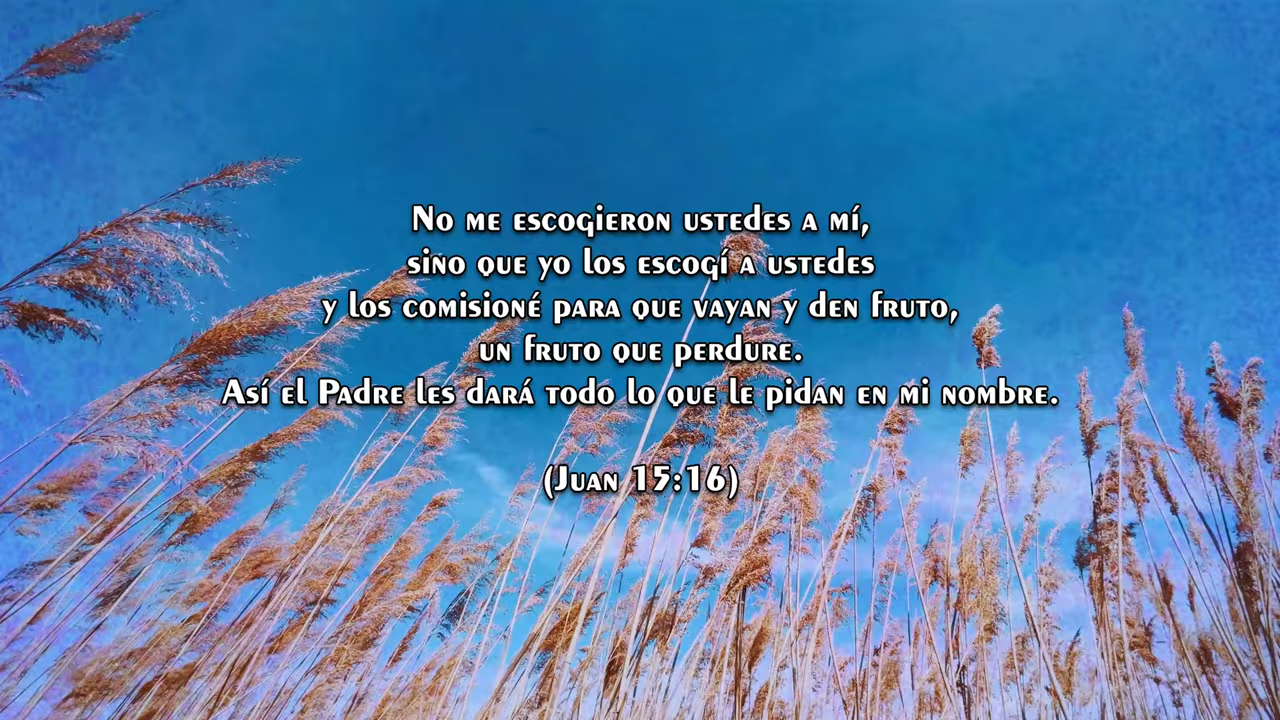 No me escogieron ustedes a mí,
sino que yo los escogí a ustedes
y los comisioné para que vayan y den fruto,
un fruto que perdure.
Así el Padre les dará todo lo que le pidan en mi nombre.
(Juan 15:16)